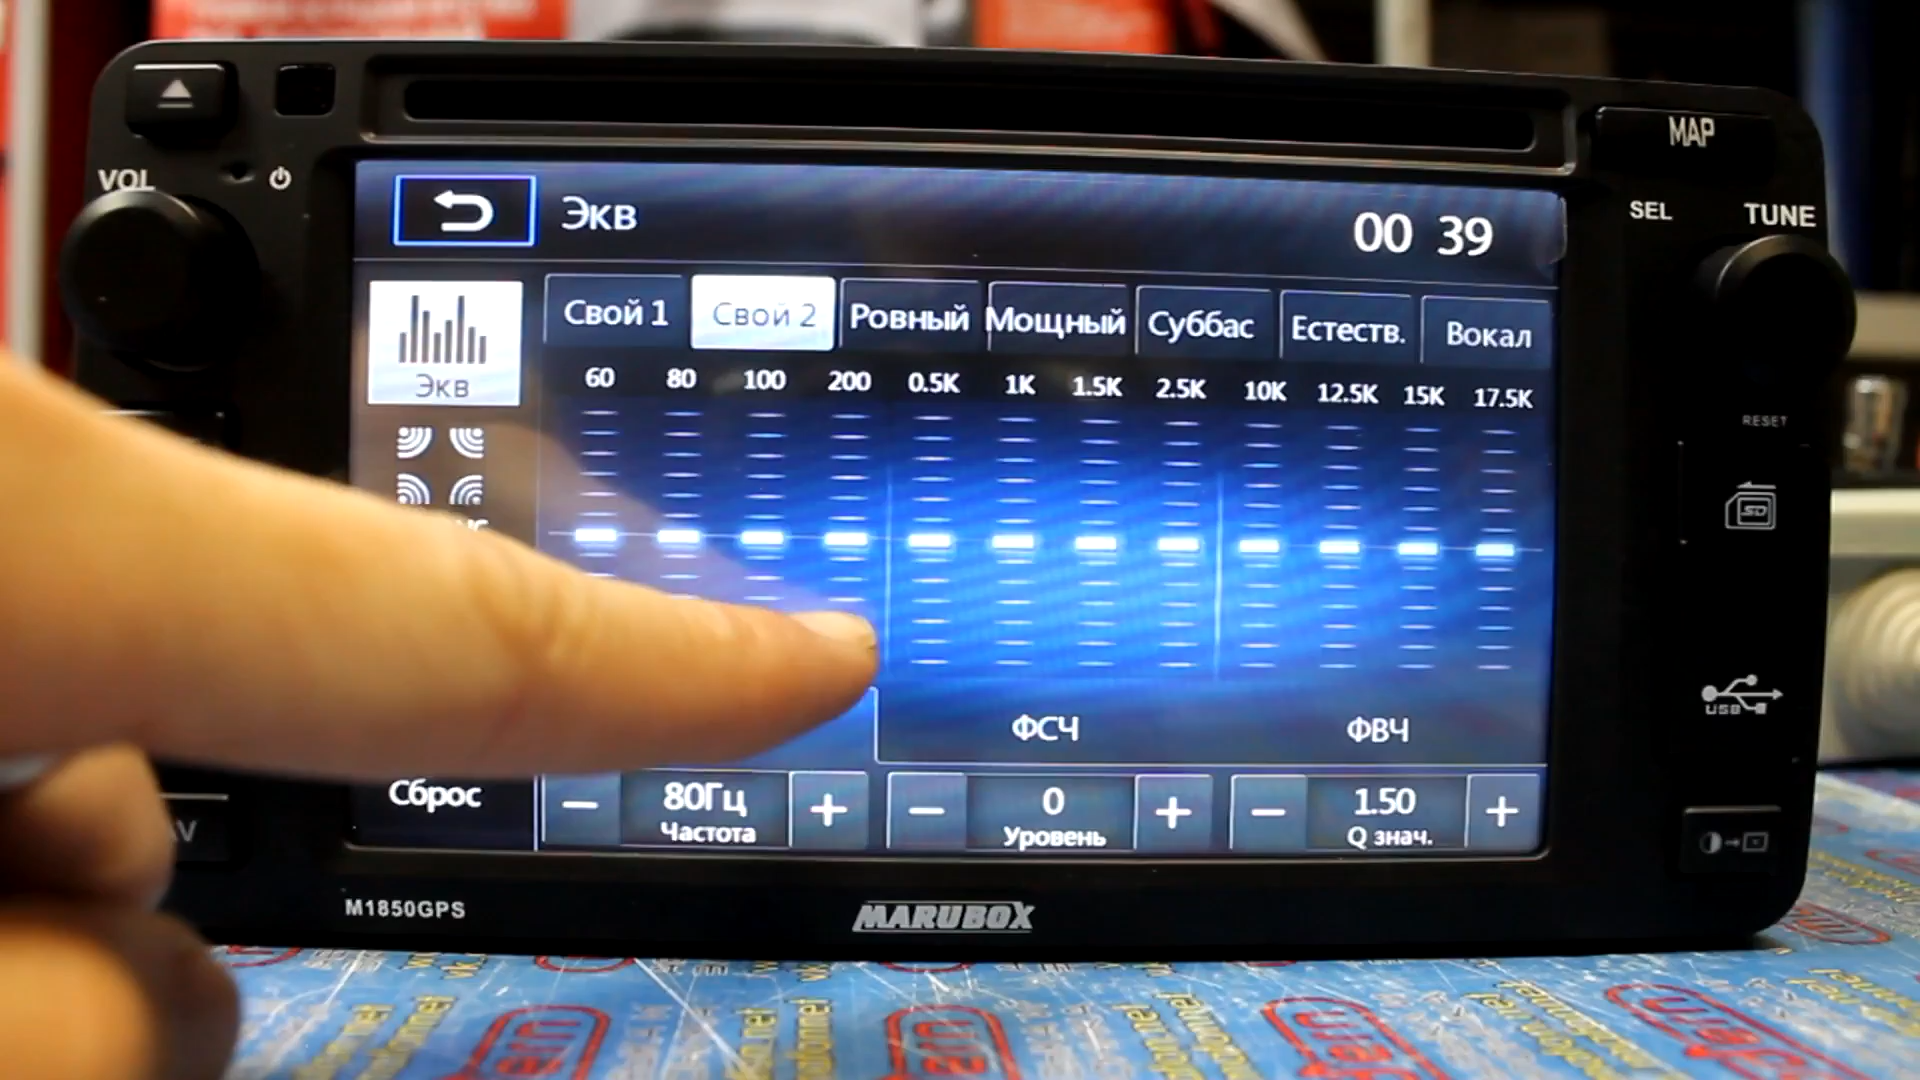 MAP
VOL
SEL
TUNE
Экв
00 39
Свой 1
Свой 2
Ровный
Мощный
Суббас
Естеств.
Вокал
Экв
60
80
100
200
0.5K
1K
1.5K
2.5K
10K
12.5K
15K
17.5K
RESET
SD
USB
ФСЧ
ФВЧ
Сброс
−
80Гц
Частота
+
−
0
Уровень
+
−
1.50
Q знач.
+
M1850GPS
MARUBOX